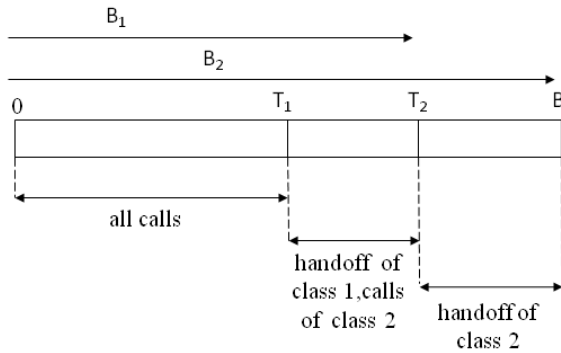 B1
B2
0 T1 T2 B
all calls
handoff of
class 1,calls
of class 2
handoff of
class 2